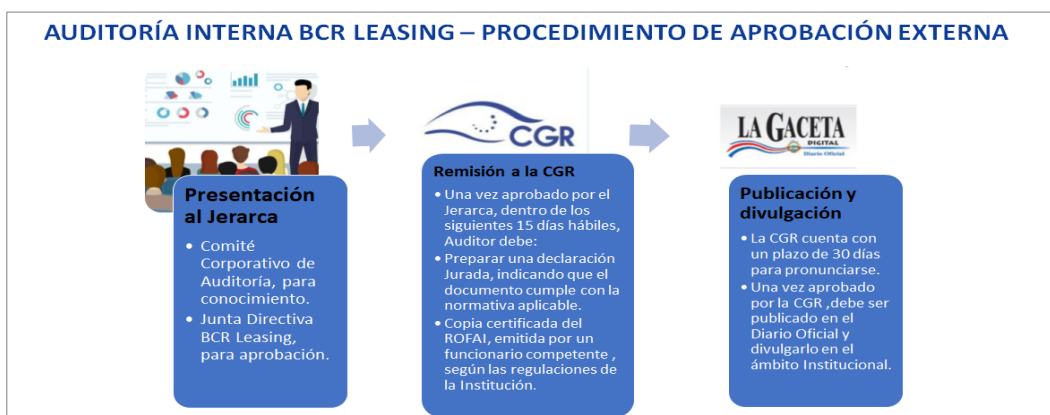 AUDITORÍA INTERNA BCR LEASING – PROCEDIMIENTO DE APROBACIÓN EXTERNA
Presentación
al Jerarca
• Comité
Corporativo de
Auditoría, para
conocimiento.
• Junta Directiva
BCR Leasing,
para aprobación.
CGR
Remisión a la CGR
• Una vez aprobado por el
Jerarca, dentro de los
siguientes 15 días hábiles,
Auditor debe:
• Preparar una declaración
Jurada, indicando que el
documento cumple con la
normativa aplicable.
• Copia certificada del
ROFAI, emitida por un
funcionario competente ,
según las regulaciones de
la Institución.
LA GACETA
DIGITAL
Diario Oficial
Publicación y
divulgación
• La CGR cuenta con
un plazo de 30 días
para pronunciarse.
• Una vez aprobado
por la CGR ,debe ser
publicado en el
Diario Oficial y
divulgarlo en el
ámbito Institucional.